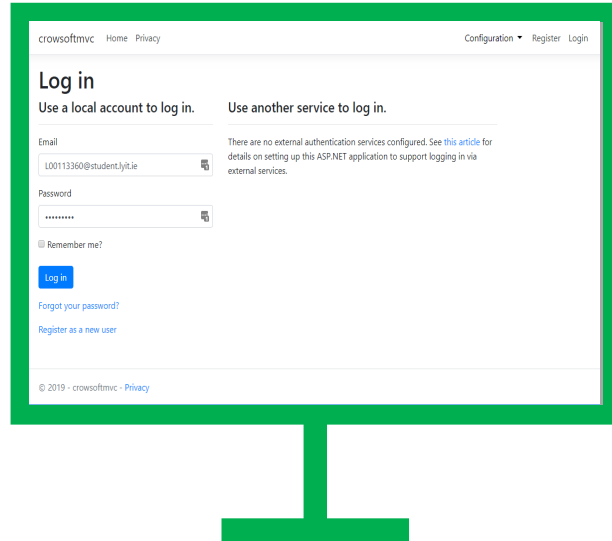 crowsoftmvc Home Privacy Configuration Register Login
Log in
Use a local account to log in.
Email
L00113360@student.lyit.ie
Password
•••••••••
Remember me?
Log in
Forgot your password?
Register as a new user
Use another service to log in.
There are no external authentication services configured. See this article for
details on setting up this ASP.NET application to support logging in via
external services.
© 2019 - crowsoftmvc - Privacy